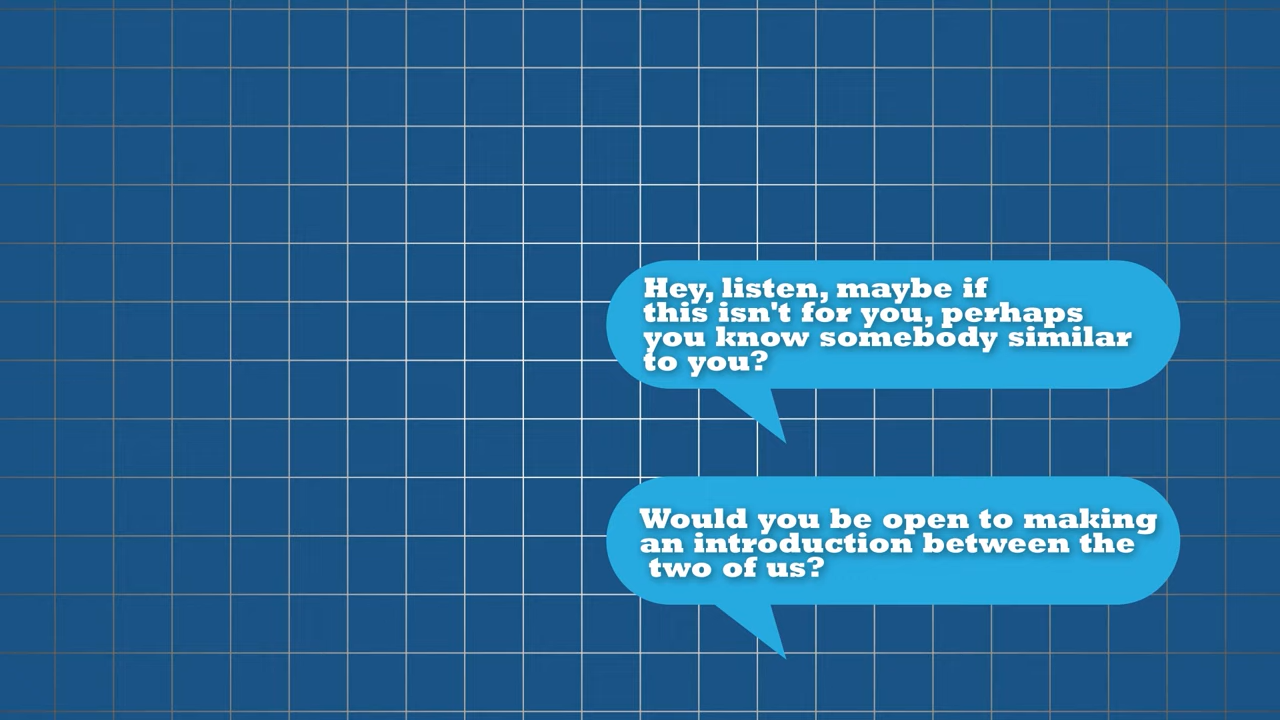 Hey, listen, maybe if
this isn't for you, perhaps
you know somebody similar
to you?
Would you be open to making
an introduction between the
two of us?